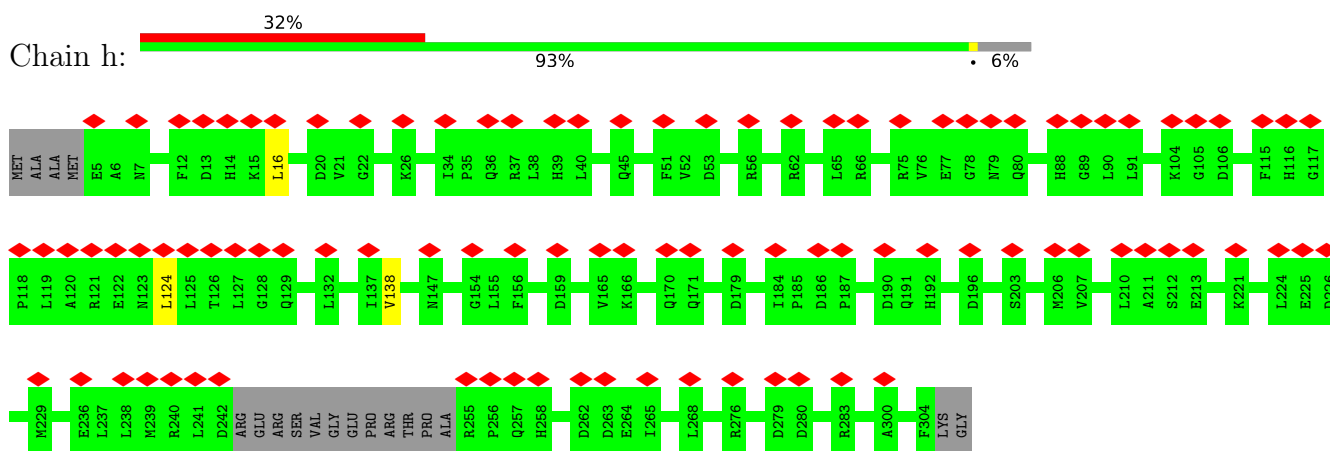 32%
Chain h:
93%
•
6%
MET ALA ALA MET E5 A6 N7 F12 D13 H14 K15 L16 D20 V21 G22 K26 I34 P35 Q36 R37 L38 H39 L40 Q45 F51 V52 D53 R56 R62 L65 R66 R75 V76 E77 G78 N79 Q80 H88 G89 L90 L91 K104 G105 D106 F115 H116 G117
P118 L119 A120 R121 E122 N123 L124 L125 T126 L127 G128 Q129 L132 I137 V138 N147 G154 L155 F156 D159 V165 K166 Q170 Q171 D179 I184 P185 D186 P187 D190 Q191 H192 D196 S203 M206 V207 L210 A211 S212 E213 K221 L224 E225
M229 E236 L237 L238 M239 R240 L241 D242 ARG GLU ARG SER VAL GLY GLU PRO ARG THR PRO ALA R255 P256 Q257 H258 D262 D263 E264 I265 L268 R276 D279 D280 R283 A300 F304 LYS GLY